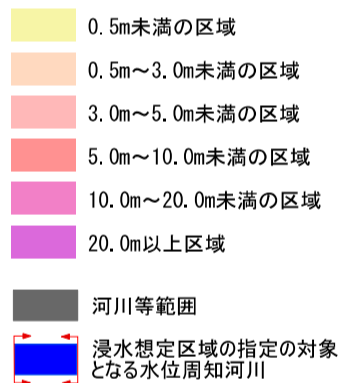 0.5m未満の区域
0.5m～3.0m未満の区域
3.0m～5.0m未満の区域
5.0m～10.0m未満の区域
10.0m～20.0m未満の区域
20.0m以上区域
河川等範囲
浸水想定区域の指定の対象
となる水位周知河川